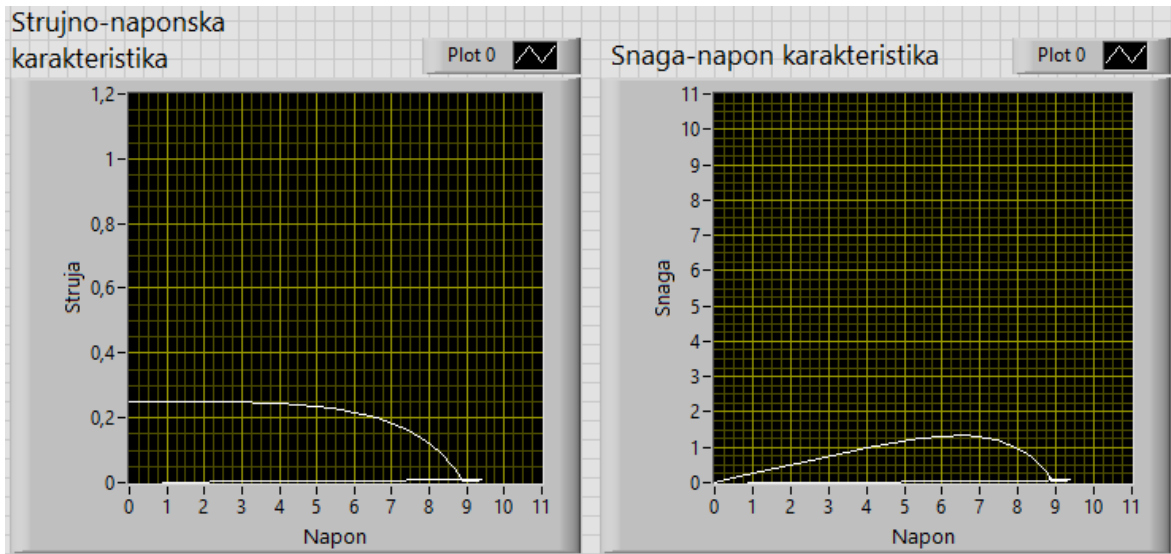 Strujno-naponska
karakteristika
Plot 0
1,2
1
0,8
0,6
0,4
0,2
0
Struja
0 1 2 3 4 5 6 7 8 9 10 11
Napon
Snaga-napon karakteristika
Plot 0
11
10
9
8
7
6
5
4
3
2
1
0
Snaga
0 1 2 3 4 5 6 7 8 9 10 11
Napon